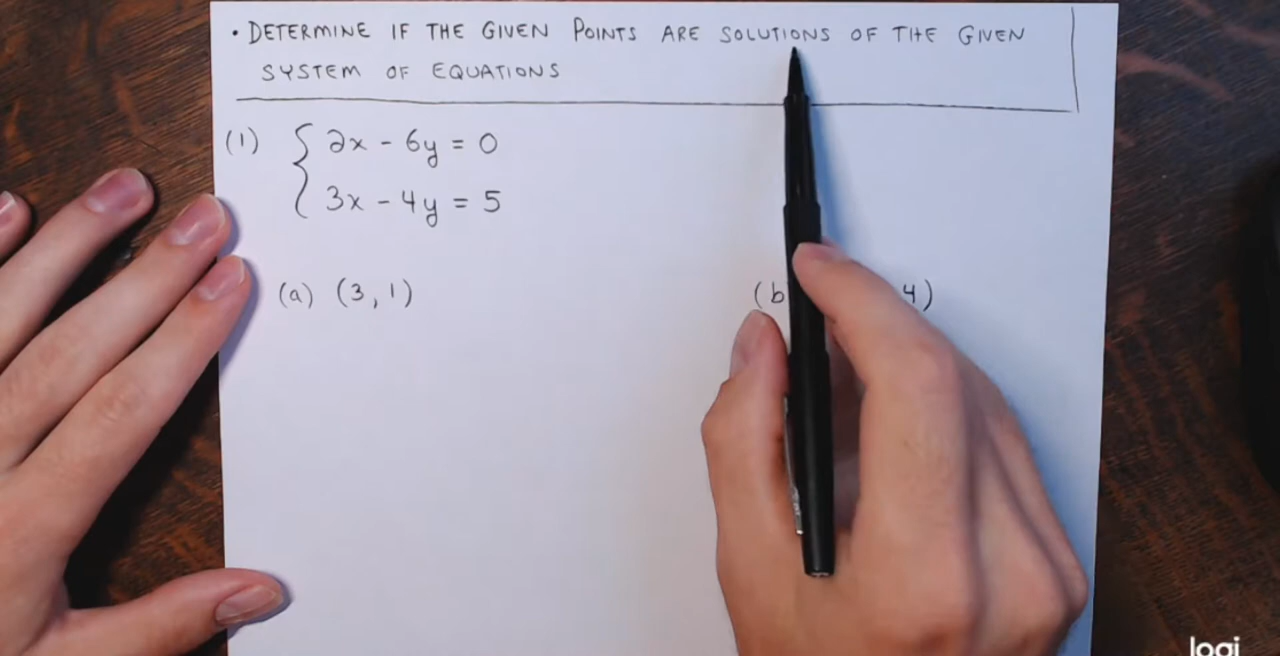 • DETERMINE IF THE GIVEN POINTS ARE SOLUTIONS OF THE GIVEN
SYSTEM OF EQUATIONS
(1) { 2x - 6y = 0
3x - 4y = 5
(a) (3, 1) (b 4)
logi